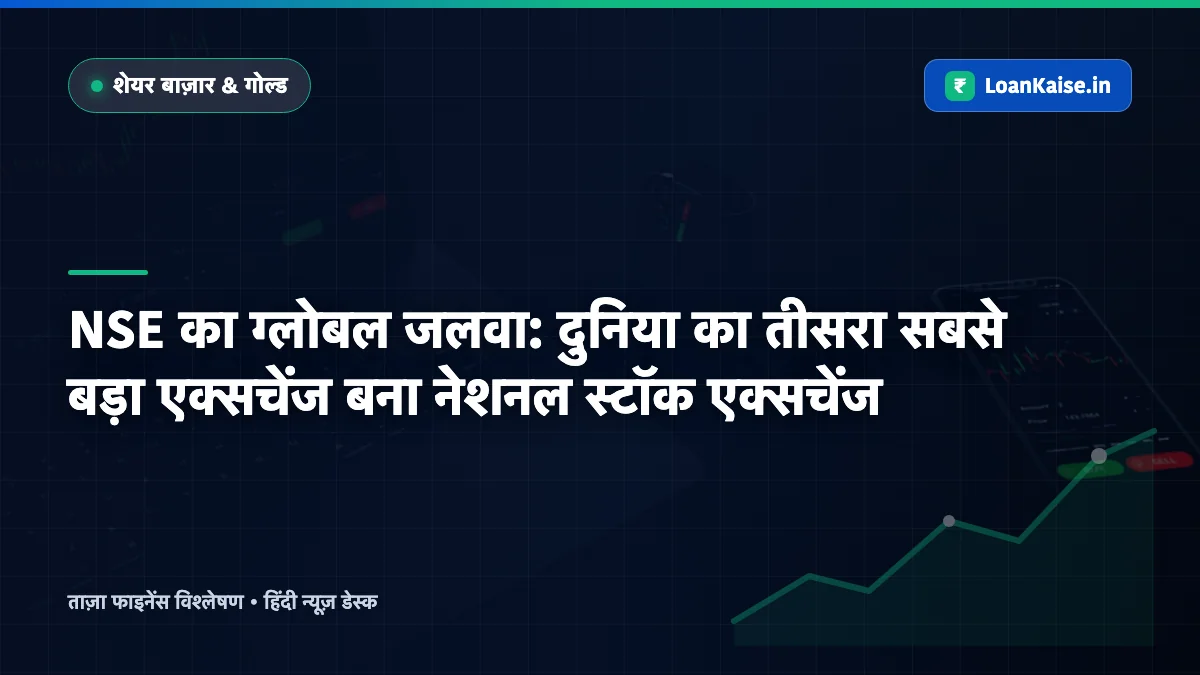 शेयर बाज़ार & गोल्ड
₹ LoanKaise.in
NSE का ग्लोबल जलवा: दुनिया का तीसरा सबसे
बड़ा एक्सचेंज बना नेशनल स्टॉक एक्सचेंज
ताज़ा फाइनेंस विश्लेषण • हिंदी न्यूज़ डेस्क